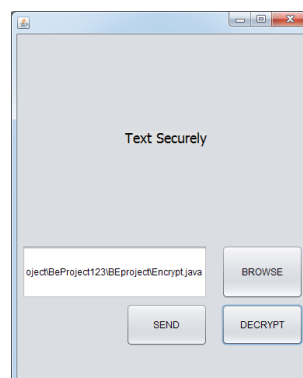 Text Securely
oject\BeProject123\BEproject\Encrypt.java
BROWSE
SEND
DECRYPT